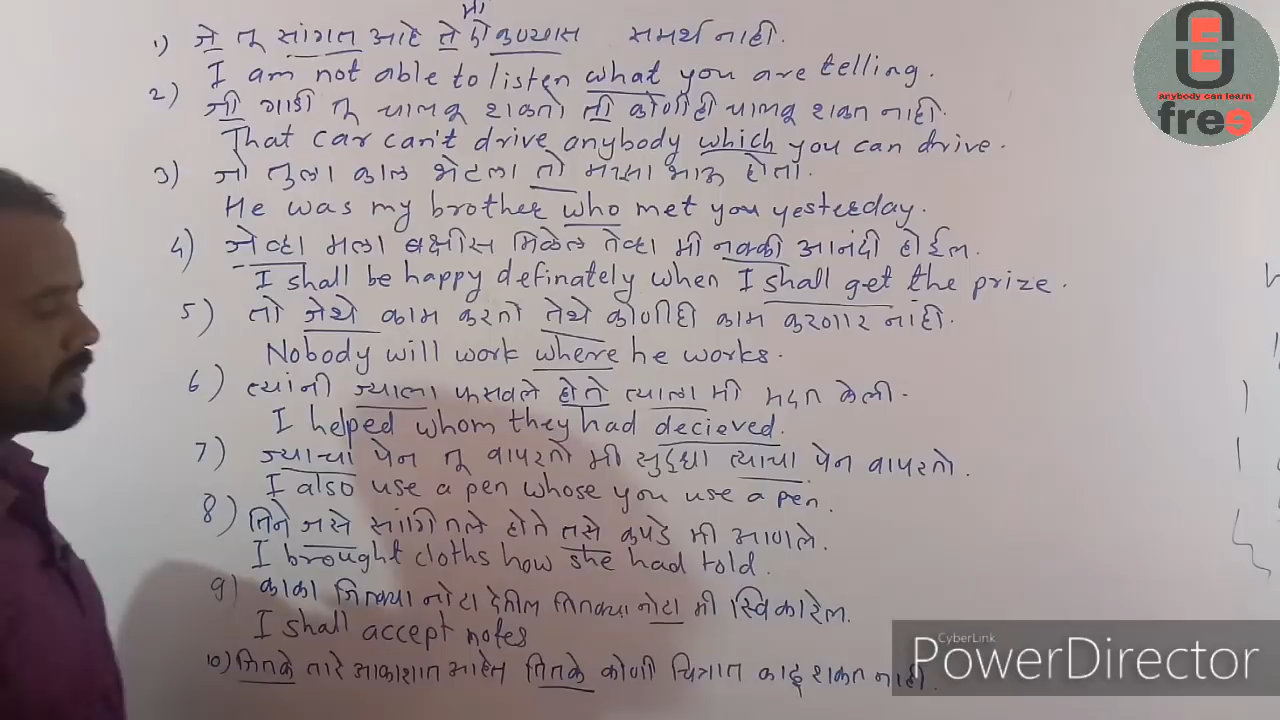 मी
1) जे तू सांगत आहे ते ऐकण्यास समर्थ नाही.
I am not able to listen what you are telling.
2) जी गाडी तू चालवू शकतो ती कोणीही चालवू शकत नाही.
That car can't drive anybody which you can drive.
3) जो तुला काल भेटला तो माझा भाऊ होता.
He was my brother who met you yesterday.
4) जेव्हा मला बक्षीस मिळेल तेव्हा मी नक्की आनंदी होईल.
I shall be happy definately when I shall get the prize.
5) तो जेथे काम करतो तेथे कोणीही काम करणार नाही.
Nobody will work where he works.
6) त्यांनी ज्याला फसवले होते त्याला मी मदत केली.
I helped whom they had decieved.
7) ज्याचा पेन तू वापरतो मी सुद्धा त्याचा पेन वापरतो.
I also use a pen whose you use a pen.
8) तिने जसे सांगितले होते तसे कपडे मी आणले.
I brought cloths how she had told.
9) काका जितक्या नोटा देतील तितक्या नोटा मी स्विकारेल.
I shall accept notes
10) जितके तारे आकाशात आहेत तितके कोणी चित्रात काढू शकत नाही.
anybody can learn
free
CyberLink
PowerDirector